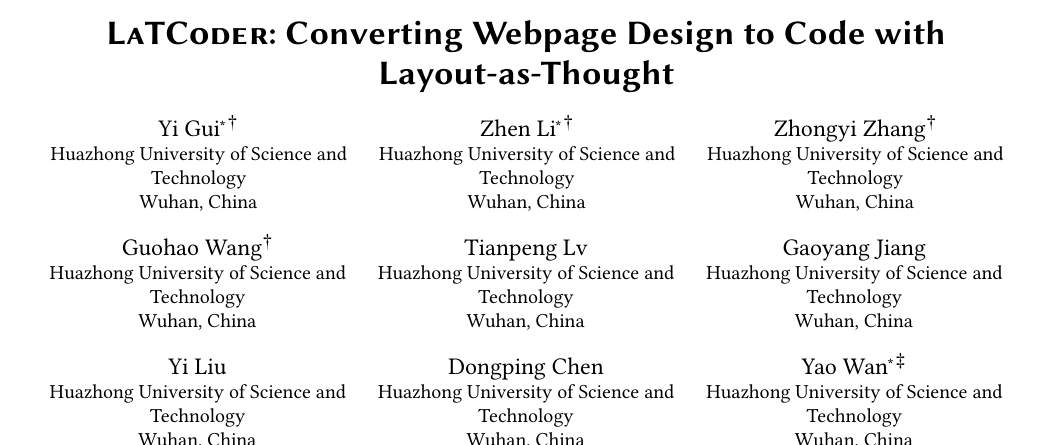 LATCODER: Converting Webpage Design to Code with
Layout-as-Thought
Yi Gui*†
Huazhong University of Science and
Technology
Wuhan, China
Zhen Li*†
Huazhong University of Science and
Technology
Wuhan, China
Zhongyi Zhang†
Huazhong University of Science and
Technology
Wuhan, China
Guohao Wang†
Huazhong University of Science and
Technology
Wuhan, China
Tianpeng Lv
Huazhong University of Science and
Technology
Wuhan, China
Gaoyang Jiang
Huazhong University of Science and
Technology
Wuhan, China
Yi Liu
Huazhong University of Science and
Technology
Wuhan, China
Dongping Chen
Huazhong University of Science and
Technology
Wuhan, China
Yao Wan*‡
Huazhong University of Science and
Technology
Wuhan, China